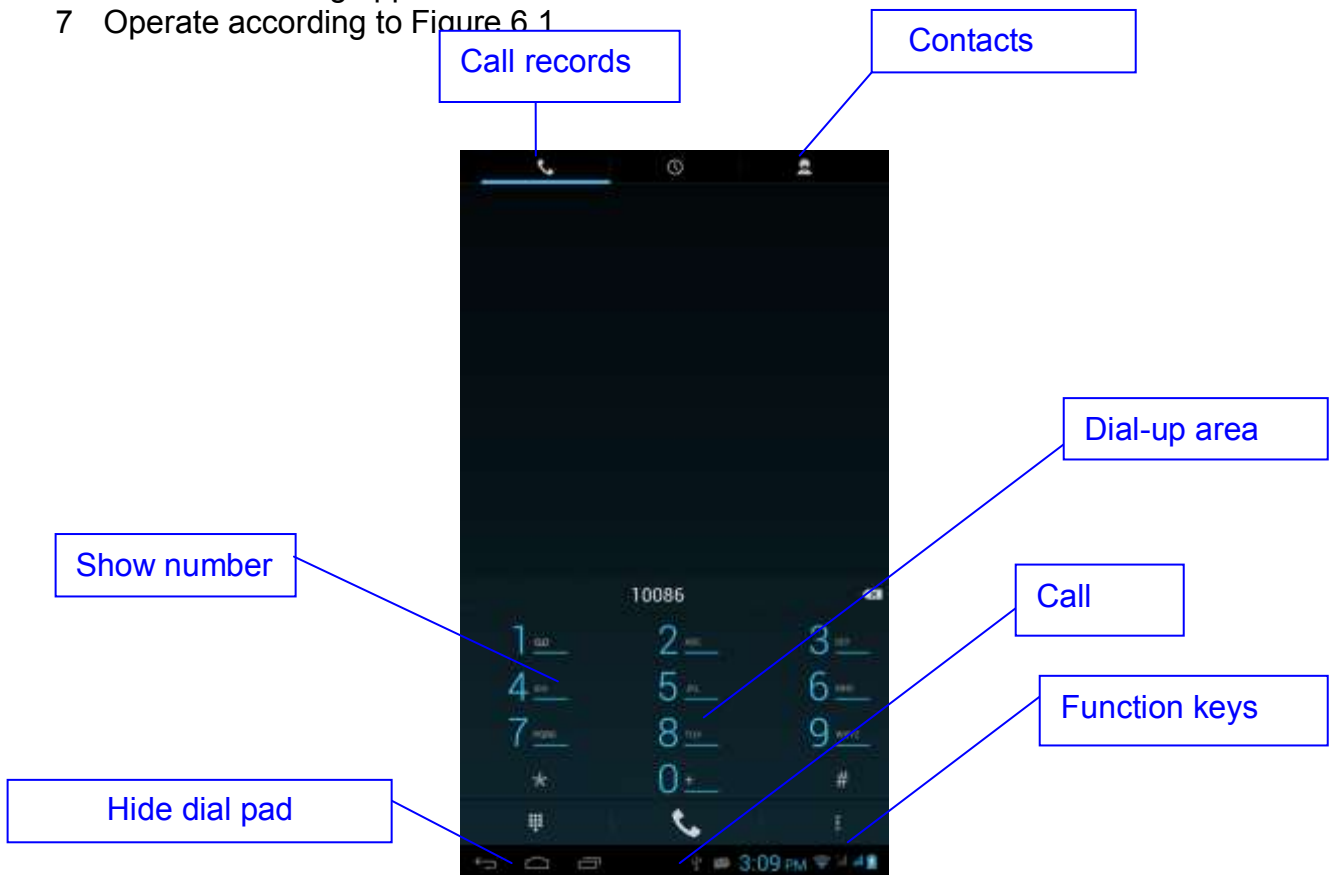 7 Operate according to Figure 6.1
Call records
Contacts
Dial-up area
Show number
10086
Call
1
2
3
4
5
6
Function keys
7
8
9
*
0 +
#
Hide dial pad
3:09 PM